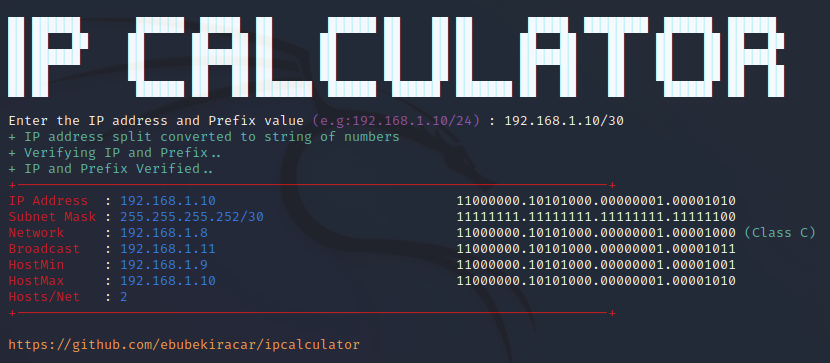 IP CALCULATOR
Enter the IP address and Prefix value (e.g:192.168.1.10/24) : 192.168.1.10/30
+ IP address split converted to string of numbers
+ Verifying IP and Prefix..
+ IP and Prefix Verified..
+----------------------------------------------------------+
IP Address  : 192.168.1.10 11000000.10101000.00000001.00001010
Subnet Mask : 255.255.255.252/30 11111111.11111111.11111111.11111100
Network     : 192.168.1.8 11000000.10101000.00000001.00001000 (Class C)
Broadcast   : 192.168.1.11 11000000.10101000.00000001.00001011
HostMin     : 192.168.1.9 11000000.10101000.00000001.00001001
HostMax     : 192.168.1.10 11000000.10101000.00000001.00001010
Hosts/Net   : 2
+----------------------------------------------------------+
https://github.com/ebubekiracar/ipcalculator